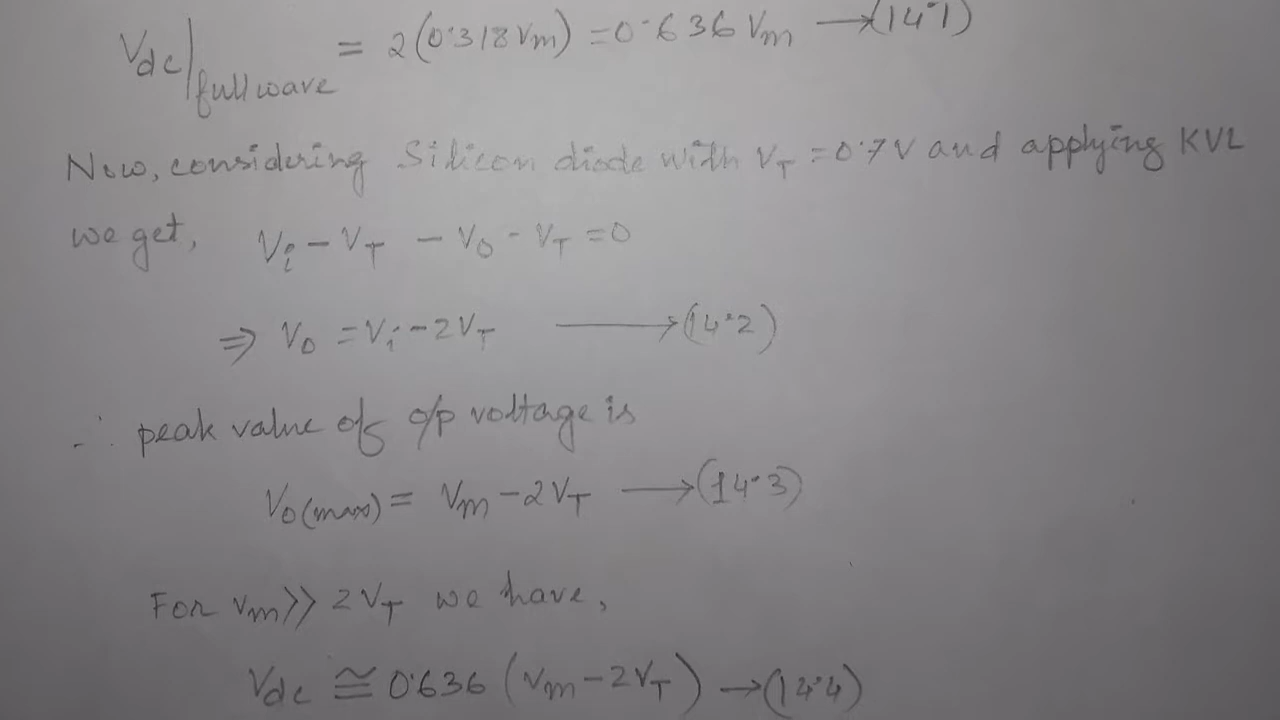 Vdc|full wave = 2(0.318 Vm) = 0.636 Vm → (14.1)
Now, considering Silicon diode with VT = 0.7V and applying KVL
we get, Vi - VT - VO - VT = 0
⇒ VO = Vi - 2VT → (14.2)
∴ peak value of o/p voltage is
VO(max) = Vm - 2VT → (14.3)
For Vm >> 2VT we have,
Vdc ≅ 0.636 (Vm - 2VT) → (14.4)